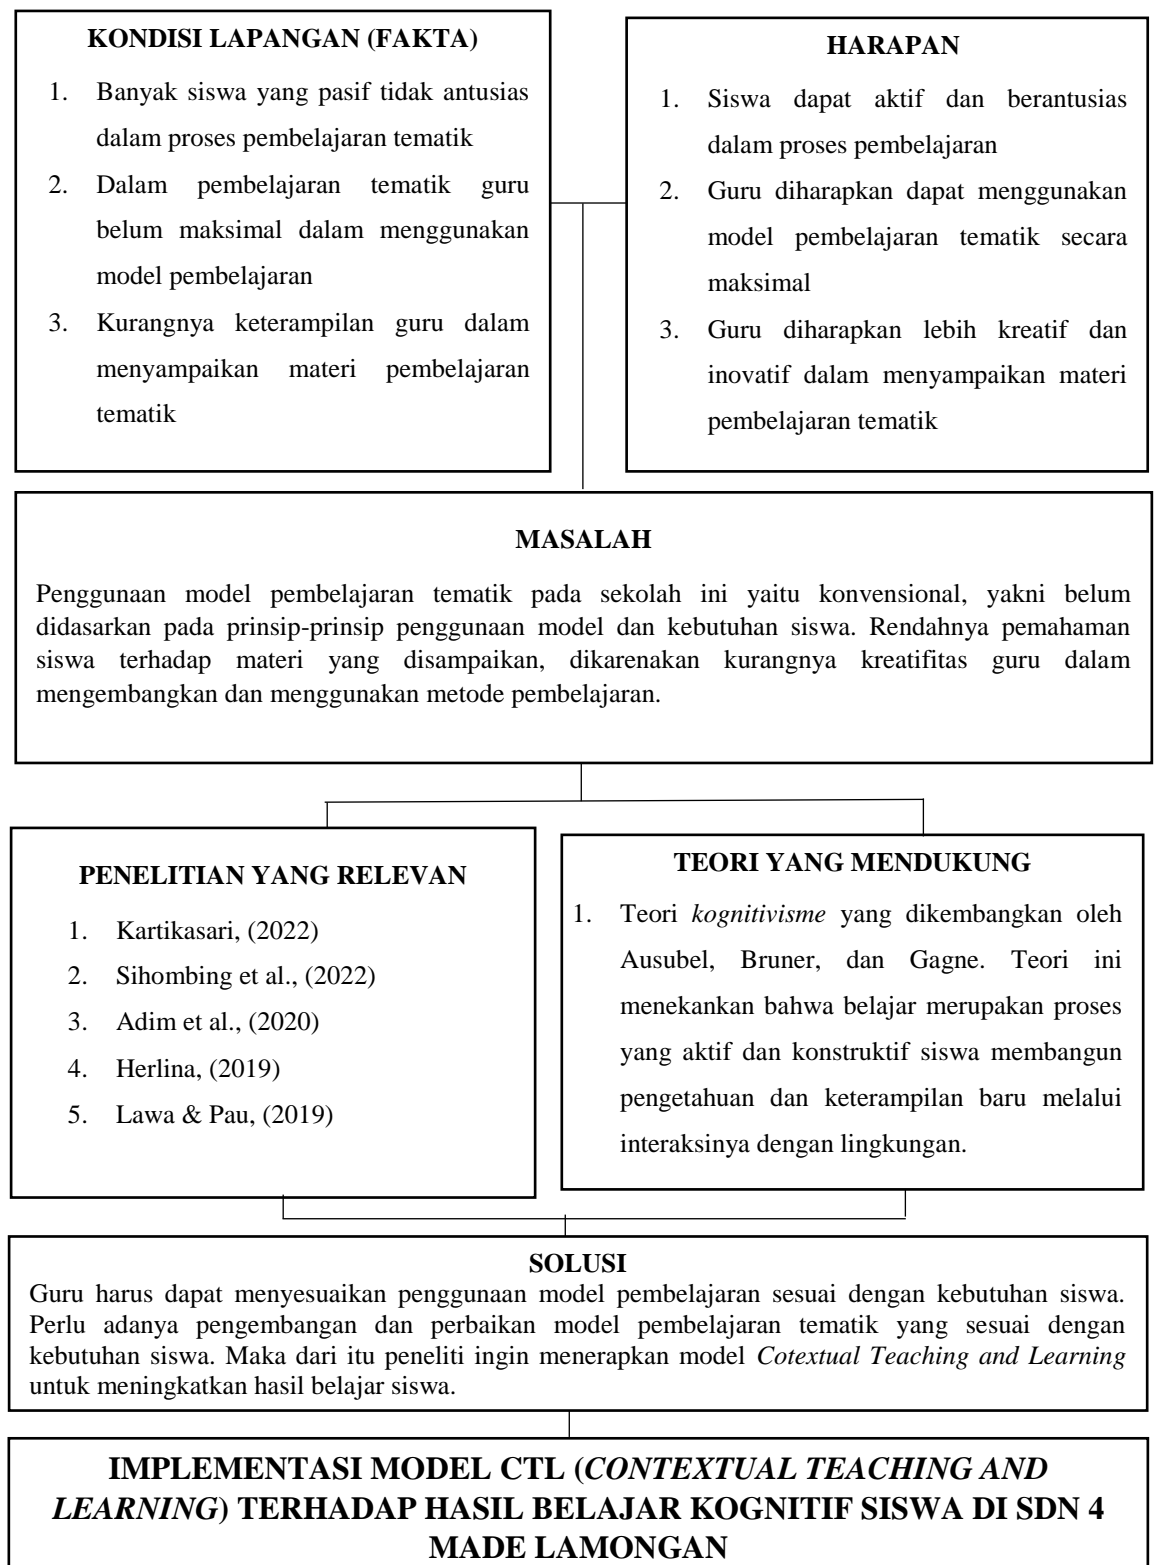 KONDISI LAPANGAN (FAKTA)
1. Banyak siswa yang pasif tidak antusias
dalam proses pembelajaran tematik
2. Dalam pembelajaran tematik guru
belum maksimal dalam menggunakan
model pembelajaran
3. Kurangnya keterampilan guru dalam
menyampaikan materi pembelajaran
tematik
HARAPAN
1. Siswa dapat aktif dan berantusias
dalam proses pembelajaran
2. Guru diharapkan dapat menggunakan
model pembelajaran tematik secara
maksimal
3. Guru diharapkan lebih kreatif dan
inovatif dalam menyampaikan materi
pembelajaran tematik
MASALAH
Penggunaan model pembelajaran tematik pada sekolah ini yaitu konvensional, yakni belum
didasarkan pada prinsip-prinsip penggunaan model dan kebutuhan siswa. Rendahnya pemahaman
siswa terhadap materi yang disampaikan, dikarenakan kurangnya kreatifitas guru dalam
mengembangkan dan menggunakan metode pembelajaran.
PENELITIAN YANG RELEVAN
1. Kartikasari, (2022)
2. Sihombing et al., (2022)
3. Adim et al., (2020)
4. Herlina, (2019)
5. Lawa & Pau, (2019)
TEORI YANG MENDUKUNG
1. Teori kognitivisme yang dikembangkan oleh
Ausubel, Bruner, dan Gagne. Teori ini
menekankan bahwa belajar merupakan proses
yang aktif dan konstruktif siswa membangun
pengetahuan dan keterampilan baru melalui
interaksinya dengan lingkungan.
SOLUSI
Guru harus dapat menyesuaikan penggunaan model pembelajaran sesuai dengan kebutuhan siswa.
Perlu adanya pengembangan dan perbaikan model pembelajaran tematik yang sesuai dengan
kebutuhan siswa. Maka dari itu peneliti ingin menerapkan model Cotextual Teaching and Learning
untuk meningkatkan hasil belajar siswa.
IMPLEMENTASI MODEL CTL (CONTEXTUAL TEACHING AND
LEARNING) TERHADAP HASIL BELAJAR KOGNITIF SISWA DI SDN 4
MADE LAMONGAN